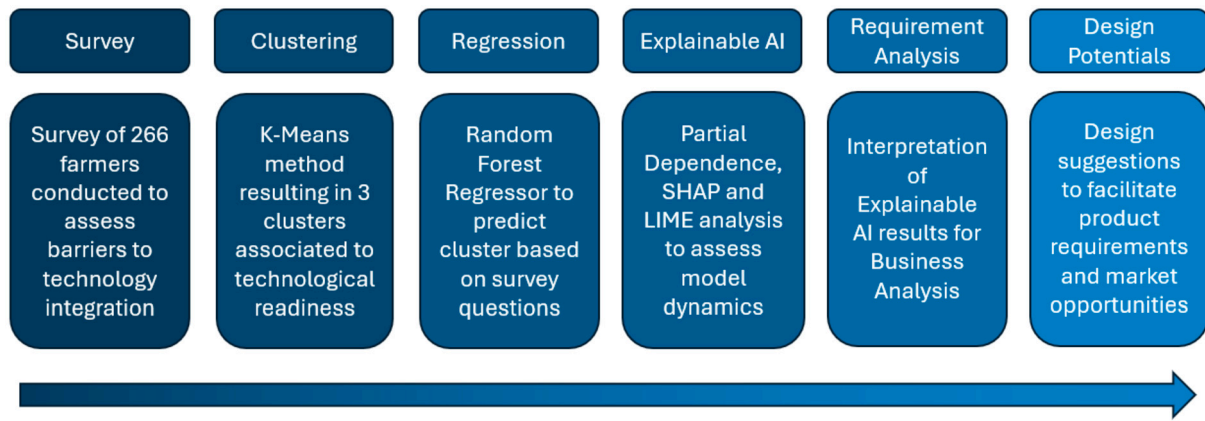 Survey
Clustering
Regression
Explainable AI
Requirement
Analysis
Design
Potentials
Survey of 266
farmers
conducted to
assess
barriers to
technology
integration
K-Means
method
resulting in 3
clusters
associated to
technological
readiness
Random
Forest
Regressor to
predict
cluster based
on survey
questions
Partial
Dependence,
SHAP and
LIME analysis
to assess
model
dynamics
Interpretation
of
Explainable
AI results for
Business
Analysis
Design
suggestions
to facilitate
product
requirements
and market
opportunities